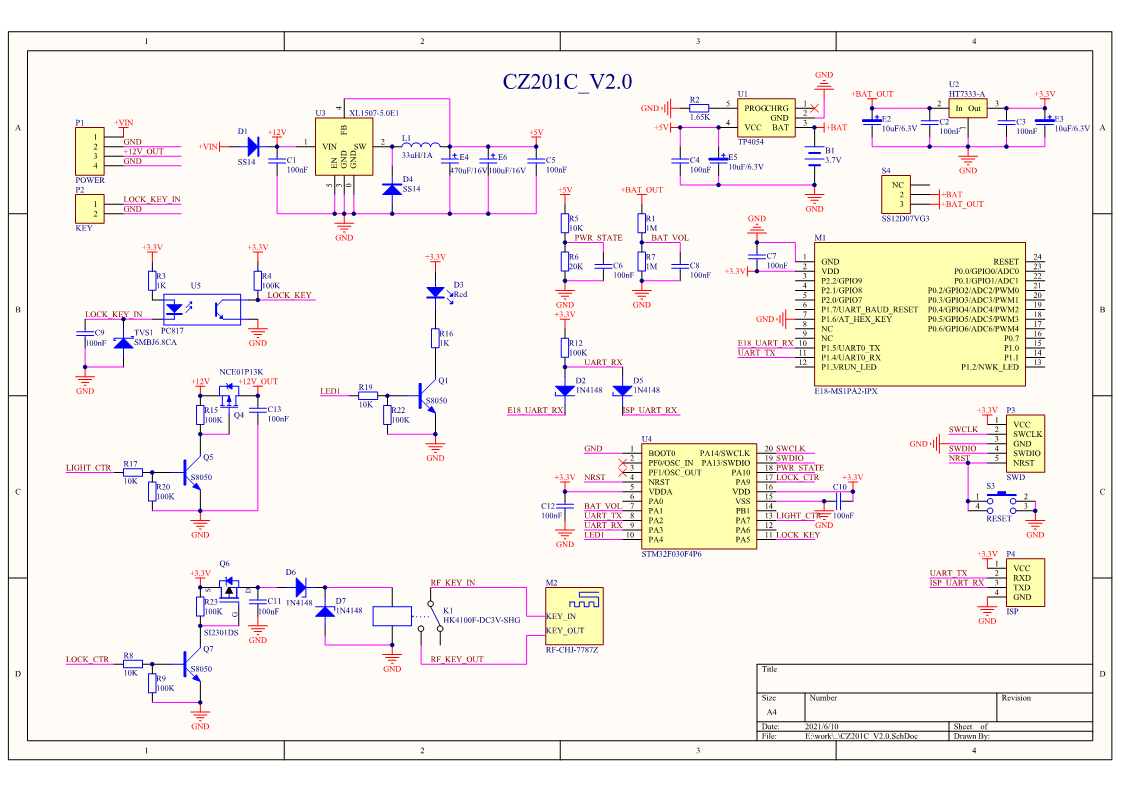 1 2 3 4
CZ201C_V2.0
A
P1
+VIN
1
GND
2
+12V_OUT
3
GND
4
POWER
P2
LOCK_KEY_IN
1
GND
2
KEY
+VIN
D1
SS14
+12V
C1
100nF
U3
XL1507-5.0E1
4
FB
1
VIN
SW
2
EN
GND
GND
5
3
0
GND
L1
33uH/1A
D4
SS14
E4
470uF/16V
E6
100uF/16V
+5V
C5
100nF
GND
R2
1.65K
U1
5
PROG
CHRG
1
GND
2
4
VCC
BAT
3
TP4054
GND
+5V
+BAT
C4
100nF
E5
10uF/6.3V
B1
3.7V
GND
+BAT_OUT
U2
HT7333-A
+3.3V
2
In Out
3
E2
10uF/6.3V
C2
100nF
1
C3
100nF
E3
10uF/6.3V
GND
A
S4
NC
1
2
3
+BAT
+BAT_OUT
SS12D07VG3
B
+3.3V
R3
1K
U5
PC817
+3.3V
R4
100K
LOCK_KEY
LOCK_KEY_IN
C9
100nF
TVS1
SMBJ6.8CA
GND
GND
+3.3V
D3
Red
R16
1K
LED1
R19
10K
R22
100K
Q1
S8050
GND
+5V
R5
10K
PWR_STATE
R6
20K
C6
100nF
GND
+BAT_OUT
R1
1M
BAT_VOL
R7
1M
C8
100nF
GND
+3.3V
R12
100K
UART_RX
D2
1N4148
D5
1N4148
E18_UART_RX
ISP_UART_RX
GND
C7
100nF
+3.3V
GND
E18_UART_RX
UART_TX
M1
1 GND
2 VDD
3 P2.2/GPIO9
4 P2.1/GPIO8
5 P2.0/GPIO7
6 P1.7/UART_BAUD_RESET
7 P1.6/AT_HEX_KEY
8 NC
9 NC
10 P1.5/UART0_TX
11 P1.4/UART0_RX
12 P1.3/RUN_LED
RESET 24
P0.0/GPIO0/ADC0 23
P0.1/GPIO1/ADC1 22
P0.2/GPIO2/ADC2/PWM0 21
P0.3/GPIO3/ADC3/PWM1 20
P0.4/GPIO4/ADC4/PWM2 19
P0.5/GPIO5/ADC5/PWM3 18
P0.6/GPIO6/ADC6/PWM4 17
P0.7 16
P1.0 15
P1.1 14
P1.2/NWK_LED 13
E18-MS1PA2-IPX
B
C
+12V
NCE01P13K
+12V_OUT
R15
100K
Q4
C13
100nF
LIGHT_CTR
R17
10K
R20
100K
Q5
S8050
GND
+3.3V
C12
100nF
GND
U4
GND 1 BOOT0
2 PF0/OSC_IN
3 PF1/OSC_OUT
NRST 4 NRST
5 VDDA
6 PA0
BAT_VOL 7 PA1
UART_TX 8 PA2
UART_RX 9 PA3
LED1 10 PA4
PA14/SWCLK 20 SWCLK
PA13/SWDIO 19 SWDIO
PA10 18 PWR_STATE
PA9 17 LOCK_CTR
VDD 16
VSS 15
PB1 14
PA7 13 LIGHT_CTR
PA6 12
PA5 11 LOCK_KEY
STM32F030F4P6
+3.3V
C10
100nF
GND
+3.3V
P3
1 VCC
SWCLK 2 SWCLK
GND 3 GND
SWDIO 4 SWDIO
NRST 5 NRST
SWD
S3
1
2
4
3
RESET
GND
C
+3.3V
P4
1 VCC
UART_TX 2 RXD
ISP_UART_RX 3 TXD
4 GND
ISP
GND
D
+3.3V
Q6
S
D
G
R23
100K
SI2301DS
C11
100nF
GND
D6
1N4148
D7
1N4148
GND
K1
HK4100F-DC3V-SHG
RF_KEY_IN
RF_KEY_OUT
M2
KEY_IN
KEY_OUT
RF-CHJ-7787Z
LOCK_CTR
R8
10K
R9
100K
Q7
S8050
GND
D
Title
Size
A4
Number
Revision
Date: 2021/6/10
Sheet of
File: E:\work\..\CZ201C_V2.0.SchDoc
Drawn By:
1 2 3 4